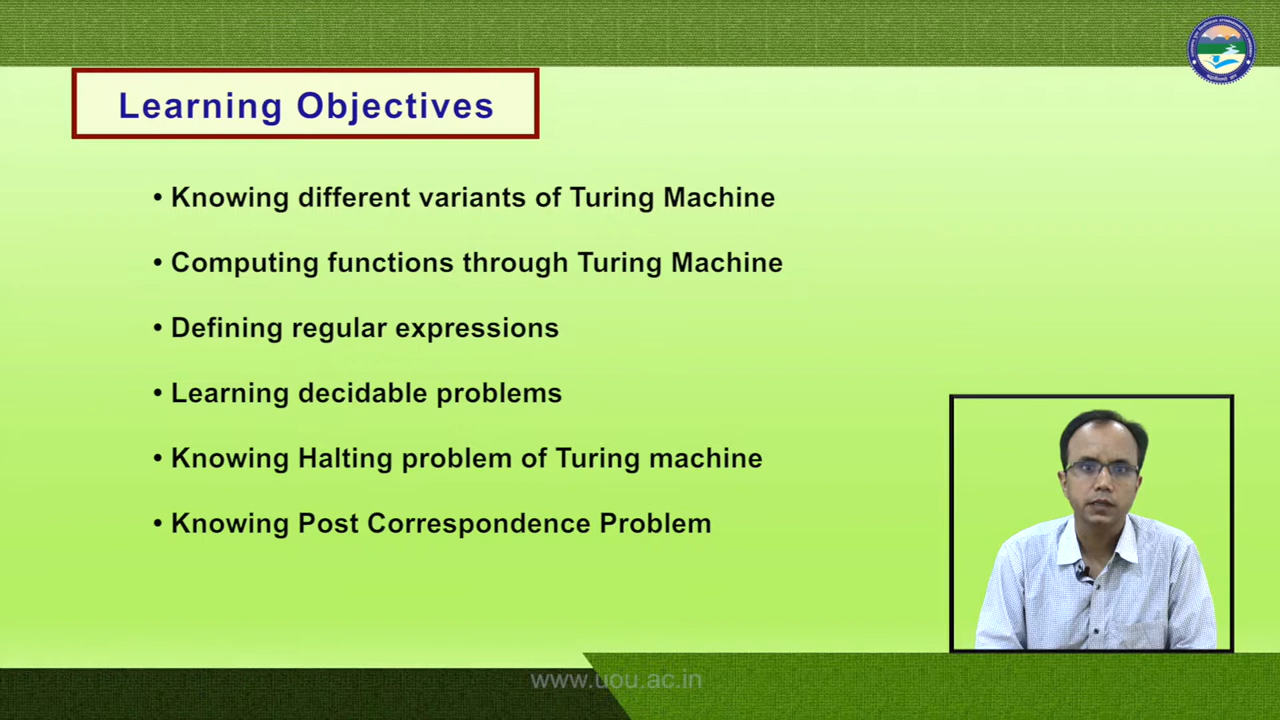 Learning Objectives
• Knowing different variants of Turing Machine
• Computing functions through Turing Machine
• Defining regular expressions
• Learning decidable problems
• Knowing Halting problem of Turing machine
• Knowing Post Correspondence Problem
www.uou.ac.in